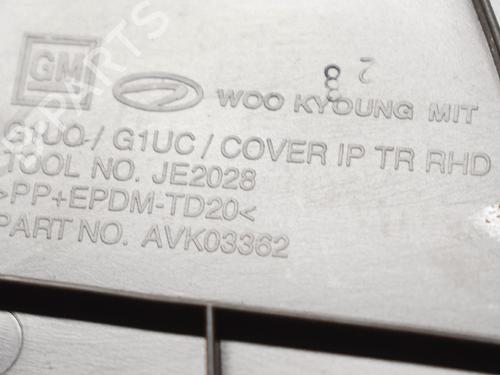 GM
WOO KYOUNG MIT
G1UO / G1UC / COVER IP TR RHD
TOOL NO. JE2028
>PP+EPDM-TD20<
PART NO. AVK03362